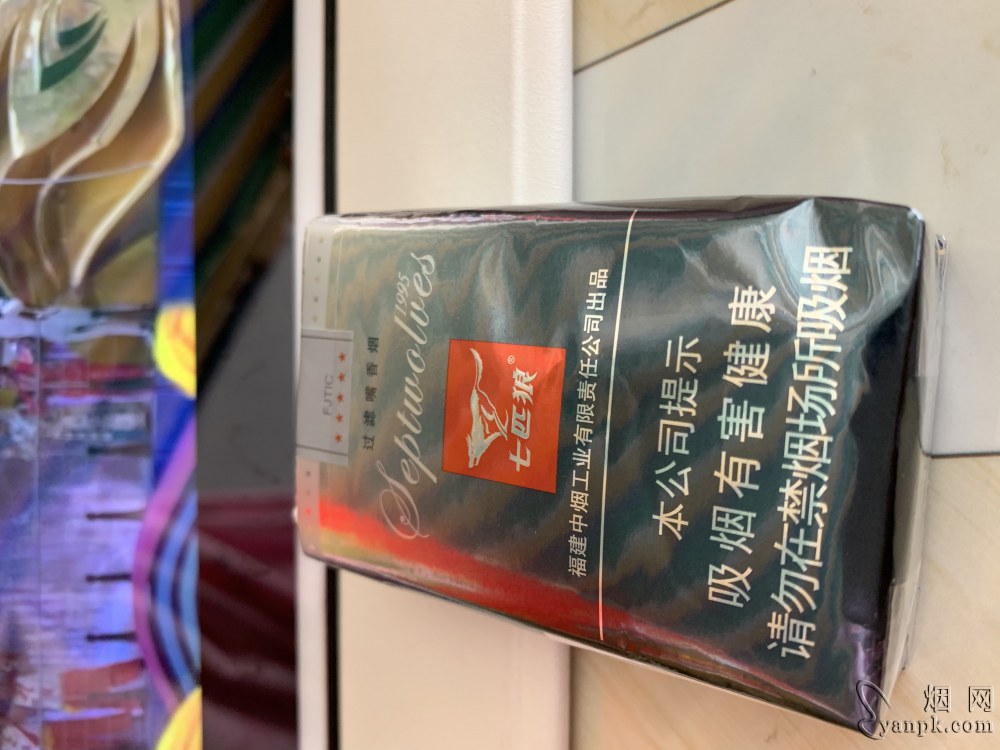 FJTIC
★★★★★
过滤嘴香烟
1995
Septwolves
七匹狼®
福建中烟工业有限责任公司出品
本公司提示
吸烟有害健康
请勿在禁烟场所吸烟
烟网
yanpk.com